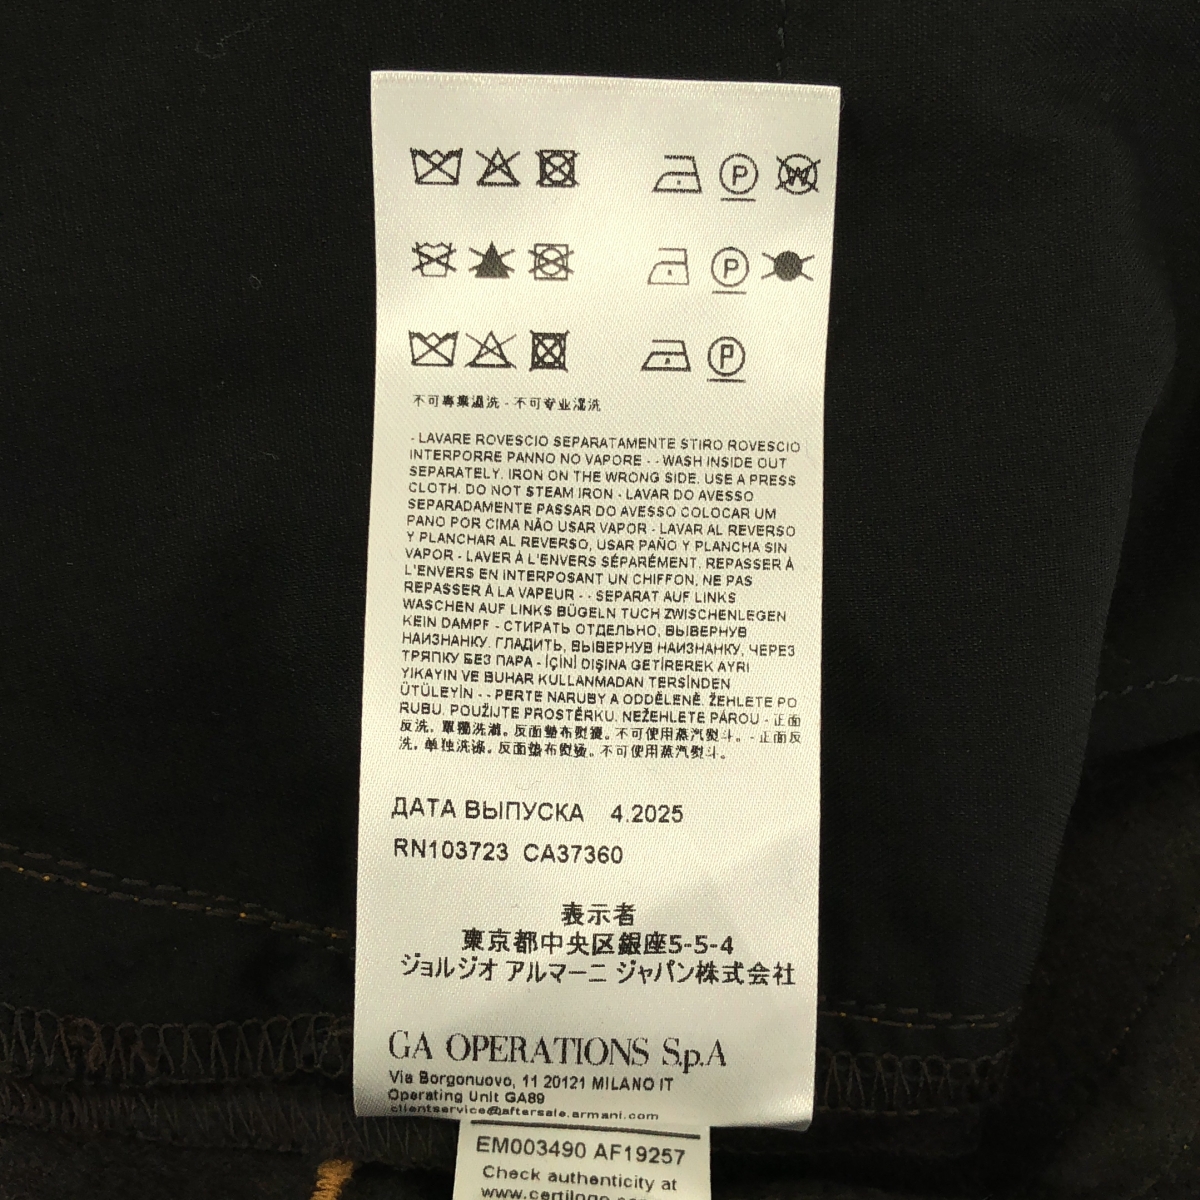 P W
P
P
不可專業濕洗 - 不可专业湿洗
- LAVARE ROVESCIO SEPARATAMENTE STIRO ROVESCIO
INTERPORRE PANNO NO VAPORE - - WASH INSIDE OUT
SEPARATELY. IRON ON THE WRONG SIDE. USE A PRESS
CLOTH. DO NOT STEAM IRON - LAVAR DO AVESSO
SEPARADAMENTE PASSAR DO AVESSO COLOCAR UM
PANO POR CIMA NÃO USAR VAPOR - LAVAR AL REVERSO
Y PLANCHAR AL REVERSO, USAR PAÑO Y PLANCHA SIN
VAPOR - LAVER À L'ENVERS SÉPARÉMENT, REPASSER À
L'ENVERS EN INTERPOSANT UN CHIFFON, NE PAS
REPASSER À LA VAPEUR - - SEPARAT AUF LINKS
WASCHEN AUF LINKS BÜGELN TUCH ZWISCHENLEGEN
KEIN DAMPF - СТИРАТЬ ОТДЕЛЬНО, ВЫВЕРНУВ
НАИЗНАНКУ. ГЛАДИТЬ, ВЫВЕРНУВ НАИЗНАНКУ, ЧЕРЕЗ
ТРЯПКУ БЕЗ ПАРА - İÇİNİ DIŞINA GETİREREK AYRI
YIKAYIN VE BUHAR KULLANMADAN TERSİNDEN
ÜTÜLEYİN - - PERTE NARUBY A ODDĚLENĚ. ŽEHLETE PO
RUBU. POUŽIJTE PROSTĚRKU. NEŽEHLETE PÁROU - 正面
反洗, 單獨洗滌。反面墊布熨燙。不可使用蒸汽熨斗。 - 正面反
洗, 单独洗涤。反面垫布熨烫。不可使用蒸汽熨斗。
ДАТА ВЫПУСКА 4.2025
RN103723 CA37360
表示者
東京都中央区銀座5-5-4
ジョルジオ アルマーニ ジャパン株式会社
GA OPERATIONS S.p.A
Via Borgonuovo, 11 20121 MILANO IT
Operating Unit GA89
clientservice@aftersale.armani.com
EM003490 AF19257
Check authenticity at
www.certilogo.com